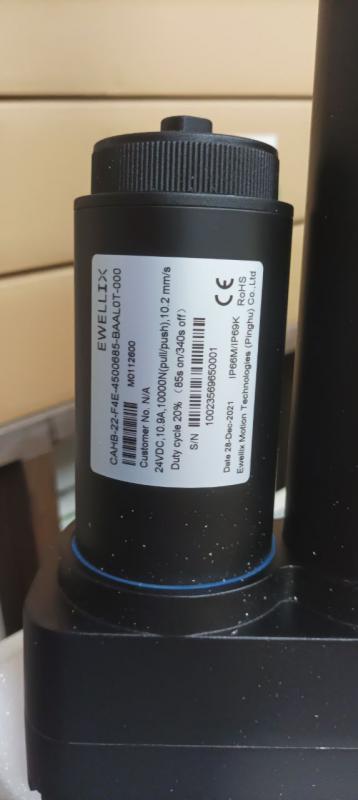 EWELLIX
CAHB-22-F4E-4500685-BAAL0T-000
M0112600
Customer No. N/A
24VDC,10.9A,10000N(pull/push),10.2 mm/s
Duty cycle 20% （85s on/340s off）
S/N
10023569650001
Date 28-Dec-2021 IP66M/IP69K RoHS
Ewellix Motion Technologies (Pinghu) Co.,Ltd
CE